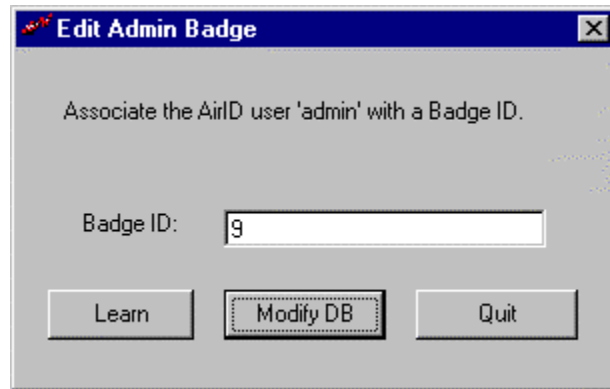 Edit Admin Badge
Associate the AirID user 'admin' with a Badge ID.
Badge ID: 9
Learn Modify DB Quit